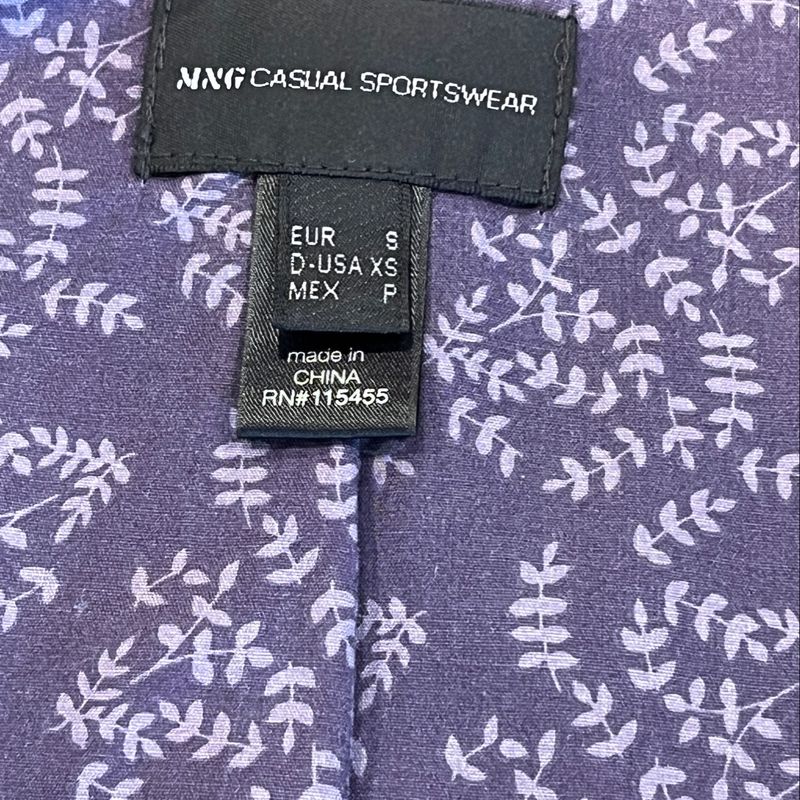 MNG CASUAL SPORTSWEAR
EUR S
D-USA XS
MEX P
made in
CHINA
RN#115455